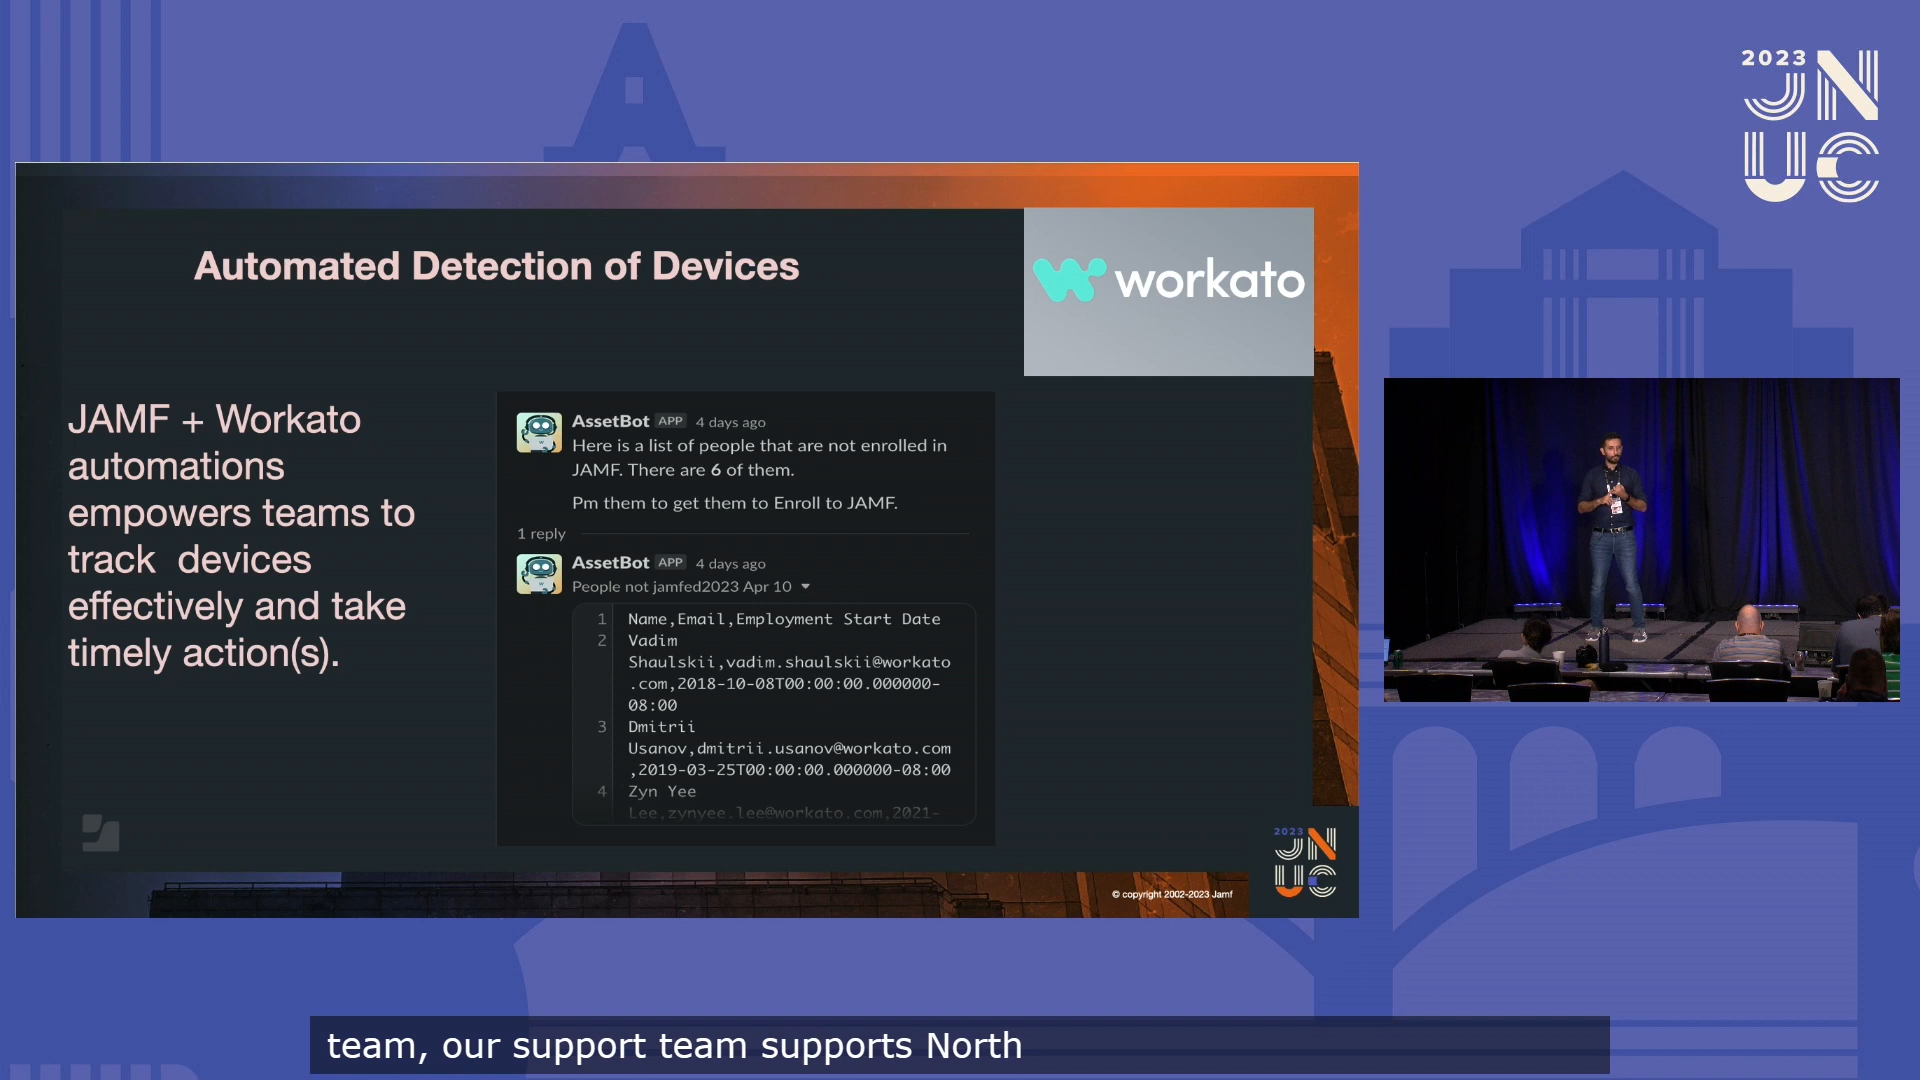 2023
JN
UC
Automated Detection of Devices
workato
JAMF + Workato
automations
empowers teams to
track devices
effectively and take
timely action(s).
AssetBot APP 4 days ago
Here is a list of people that are not enrolled in
JAMF. There are 6 of them.
Pm them to get them to Enroll to JAMF.
1 reply
AssetBot APP 4 days ago
People not jamfed2023 Apr 10
1 Name,Email,Employment Start Date
2 Vadim
Shaulskii,vadim.shaulskii@workato
.com,2018-10-08T00:00:00.000000-
08:00
3 Dmitrii
Usanov,dmitrii.usanov@workato.com
,2019-03-25T00:00:00.000000-08:00
4 Zyn Yee
Lee,zynyee.lee@workato.com,2021-
2023
JN
UC
© copyright 2002-2023 Jamf
team, our support team supports North